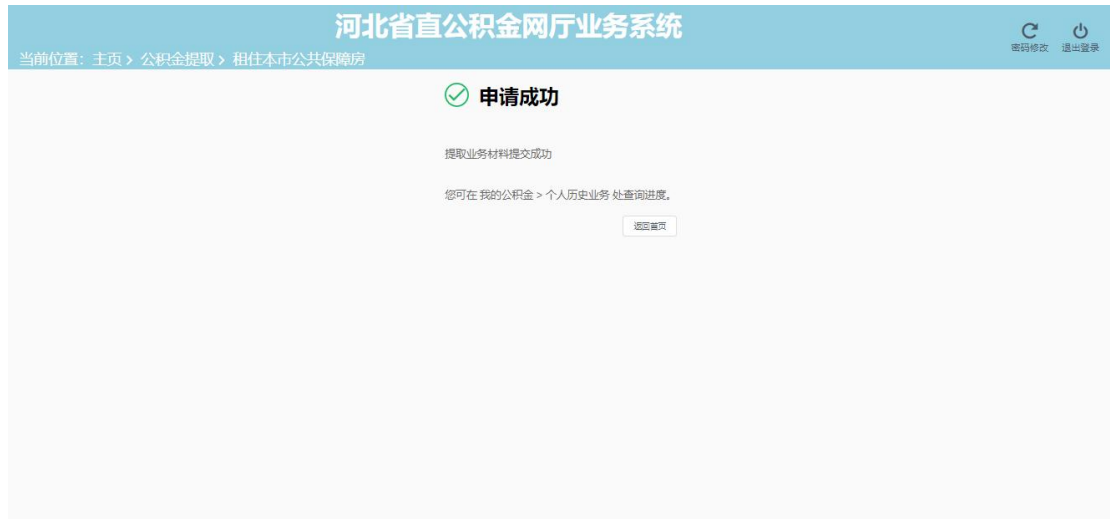 河北省直公积金网厅业务系统
密码修改 退出登录
当前位置：主页 > 公积金提取 > 租住本市公共保障房
申请成功
提取业务材料提交成功
您可在 我的公积金 > 个人历史业务 处查询进度。
返回首页